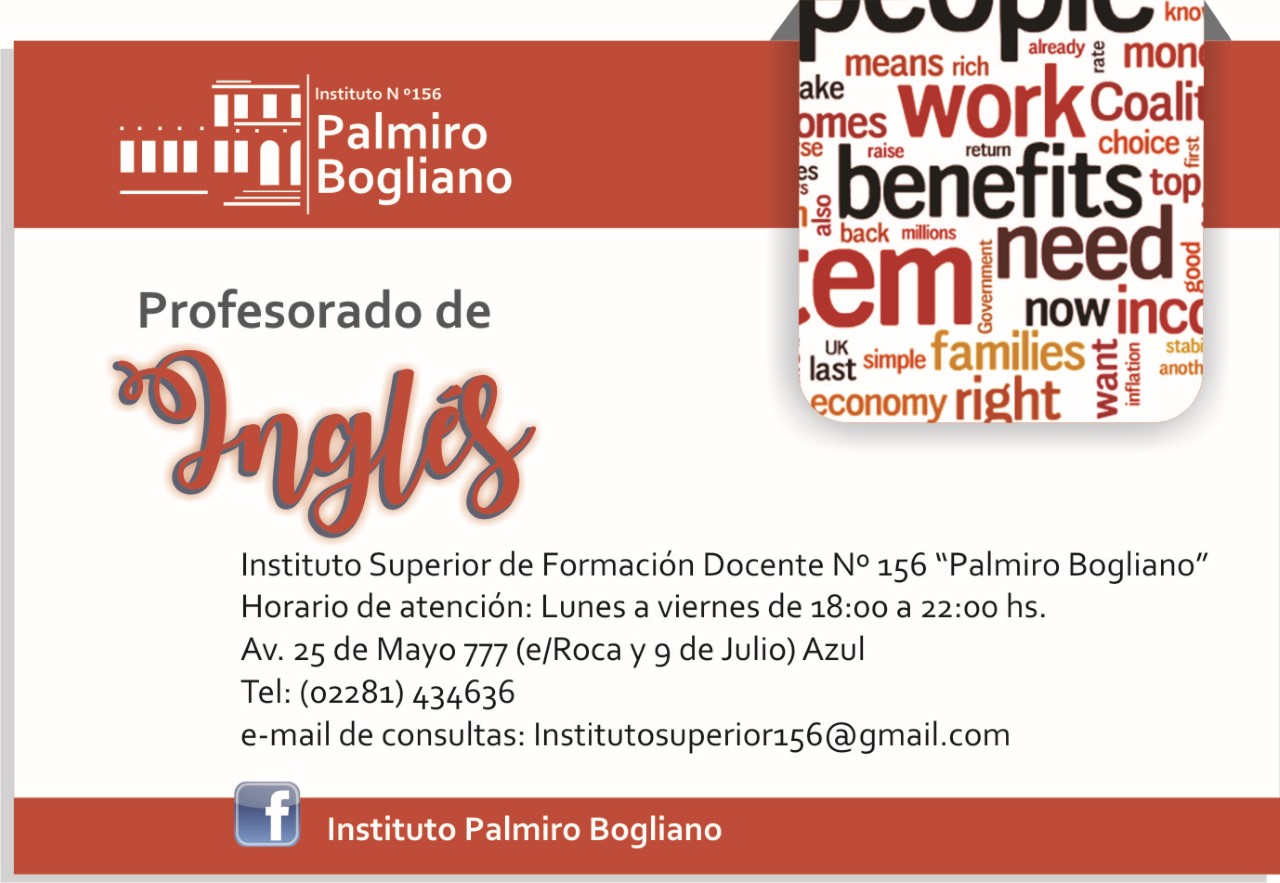 Instituto N º156
Palmiro
Bogliano
people
know
already
rate
means rich
work
Coalit
choice
first
raise
return
benefits
top
also
back
millions
need
good
Government
now
UK
last
simple
families
want
inflation
economy
right
Profesorado de
Inglés
Instituto Superior de Formación Docente Nº 156 “Palmiro Bogliano”
Horario de atención: Lunes a viernes de 18:00 a 22:00 hs.
Av. 25 de Mayo 777 (e/Roca y 9 de Julio) Azul
Tel: (02281) 434636
e-mail de consultas: Institutosuperior156@gmail.com
f
Instituto Palmiro Bogliano